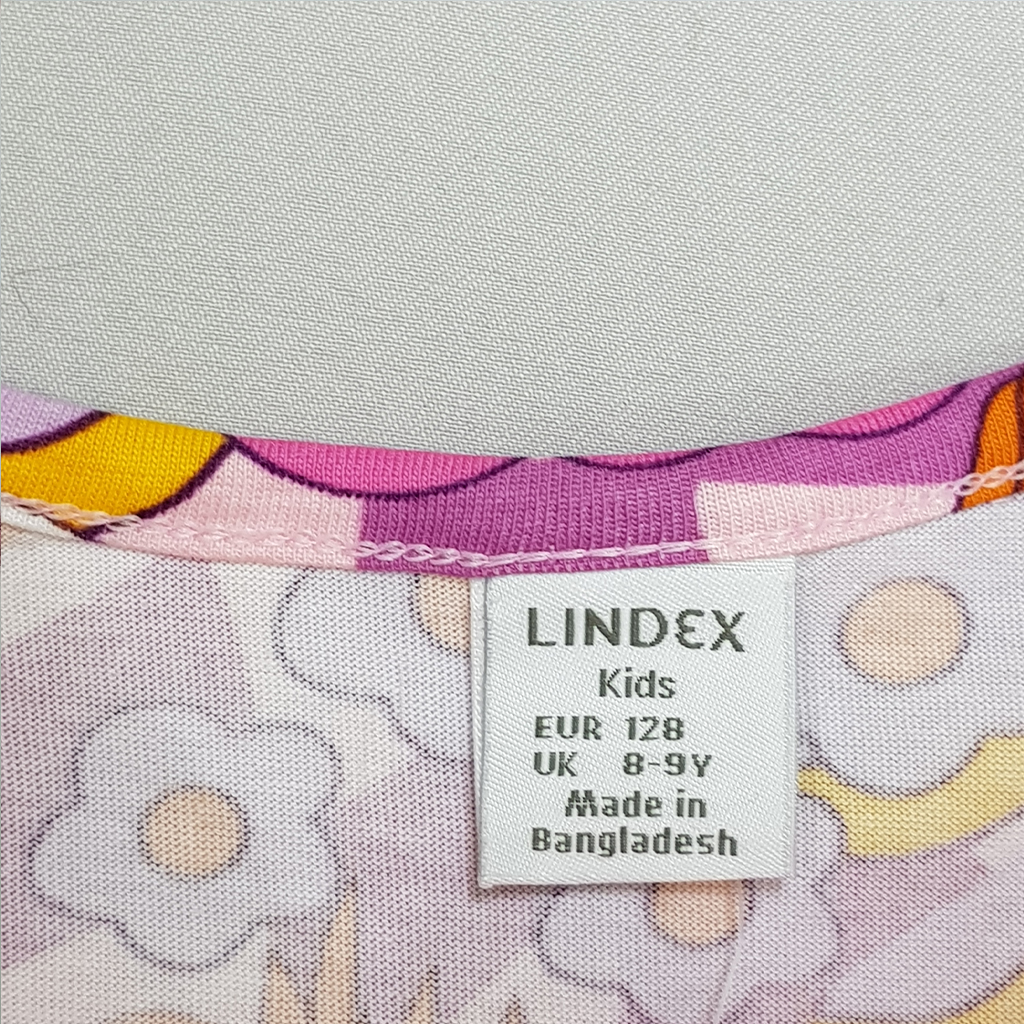 LINDEX
Kids
EUR 128
UK 8-9Y
Made in
Bangladesh